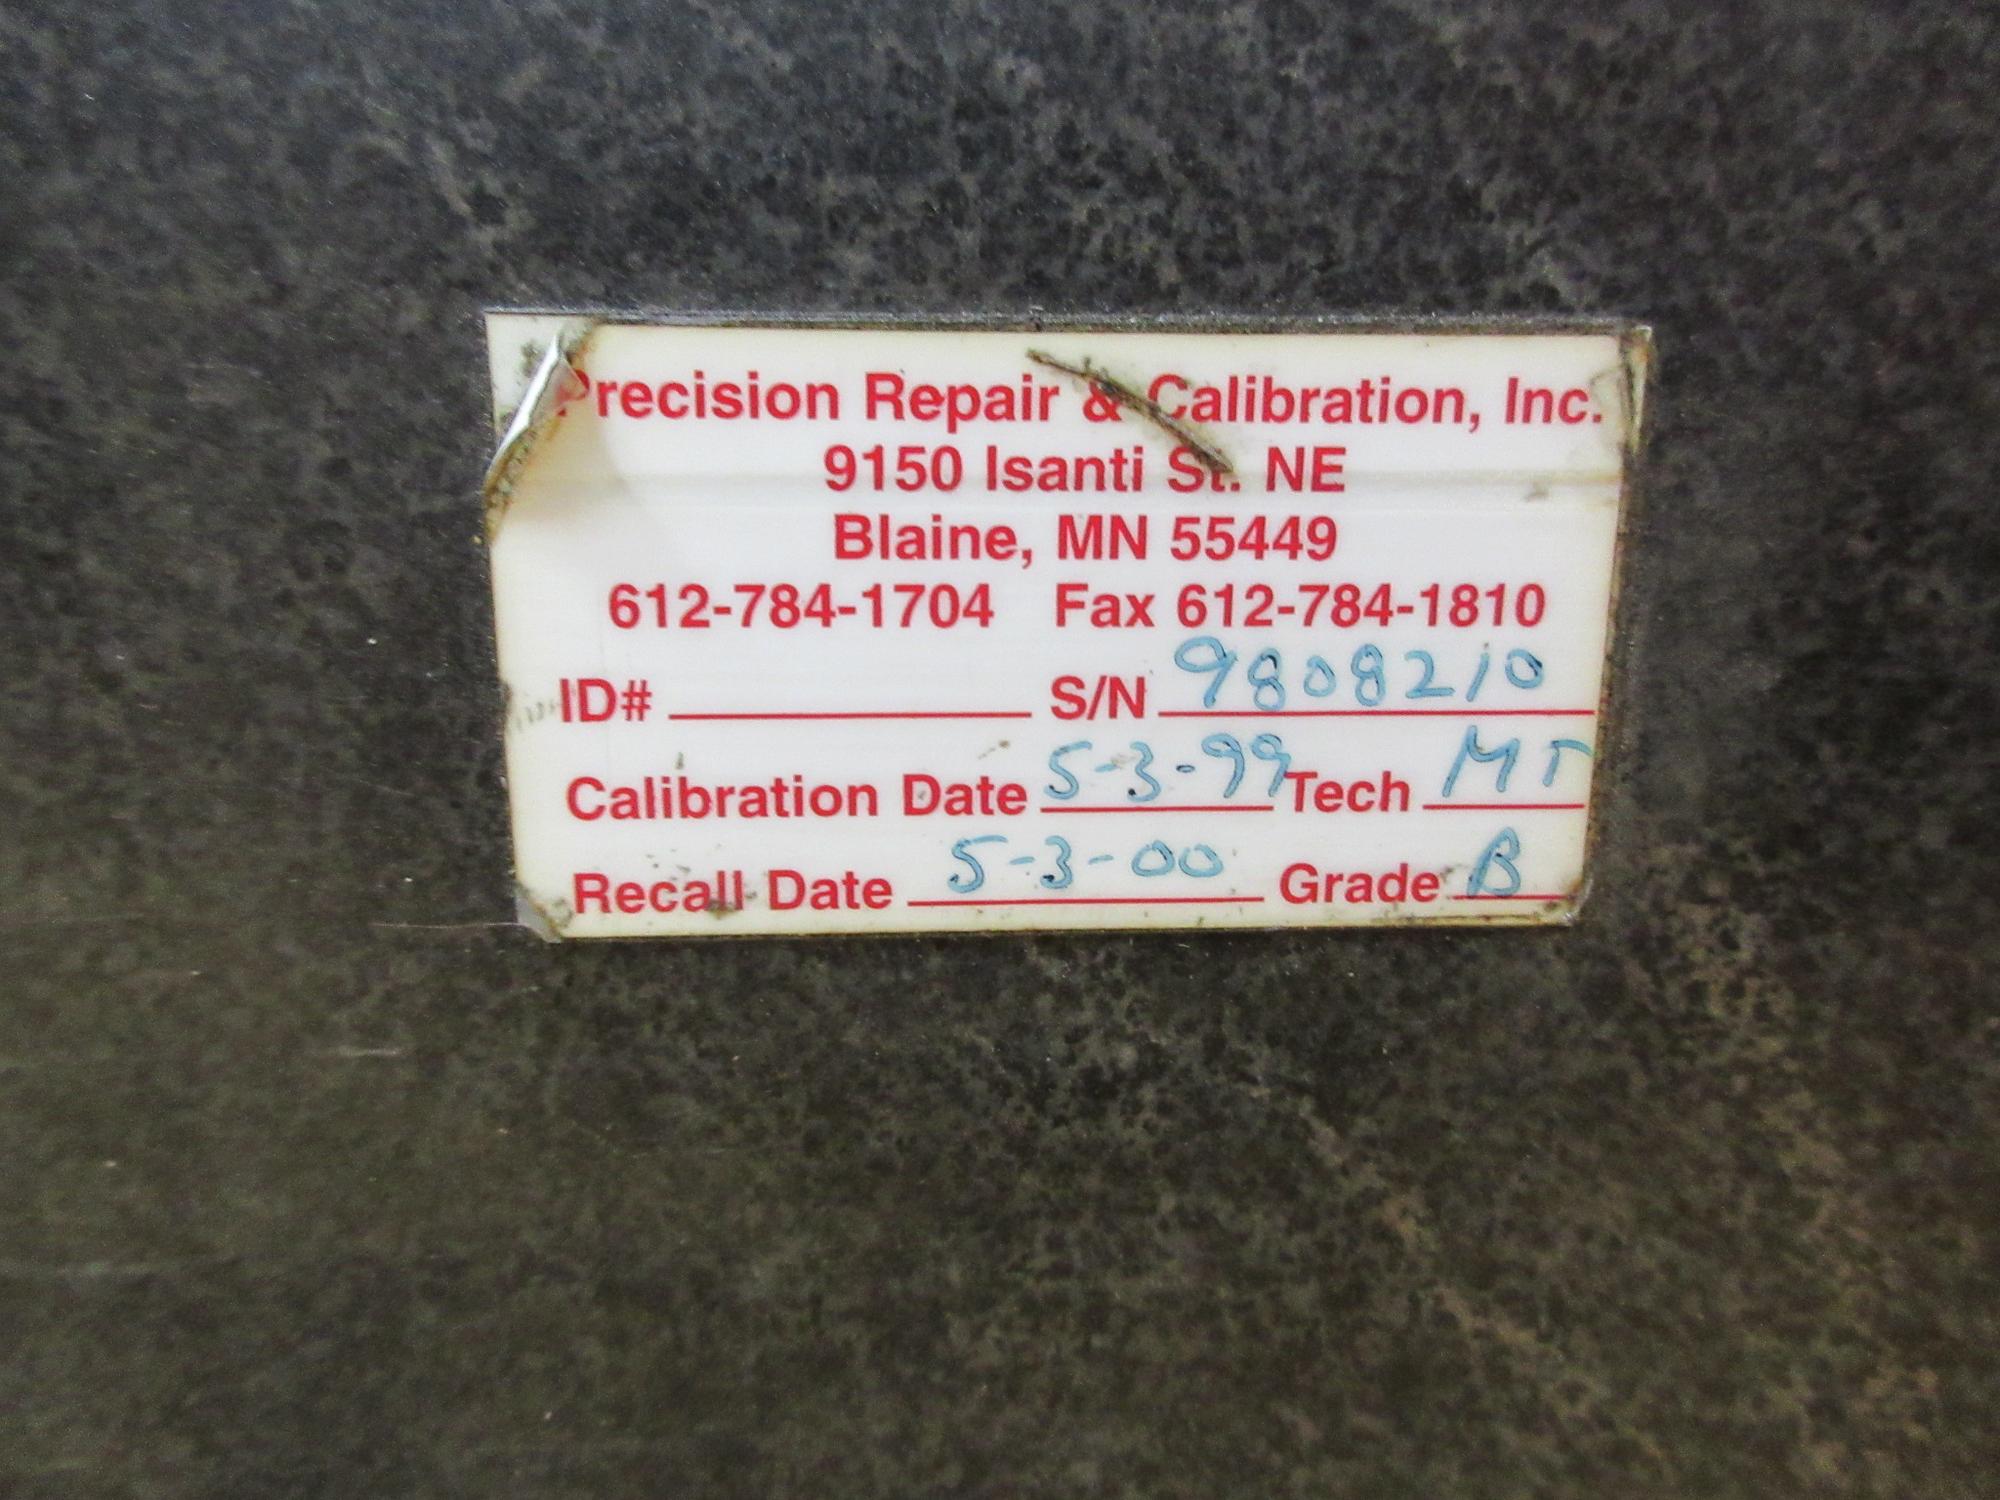 Precision Repair & Calibration, Inc.
9150 Isanti St. NE
Blaine, MN 55449
612-784-1704 Fax 612-784-1810
ID# S/N 9808210
Calibration Date 5-3-99 Tech MT
Recall Date 5-3-00 Grade B